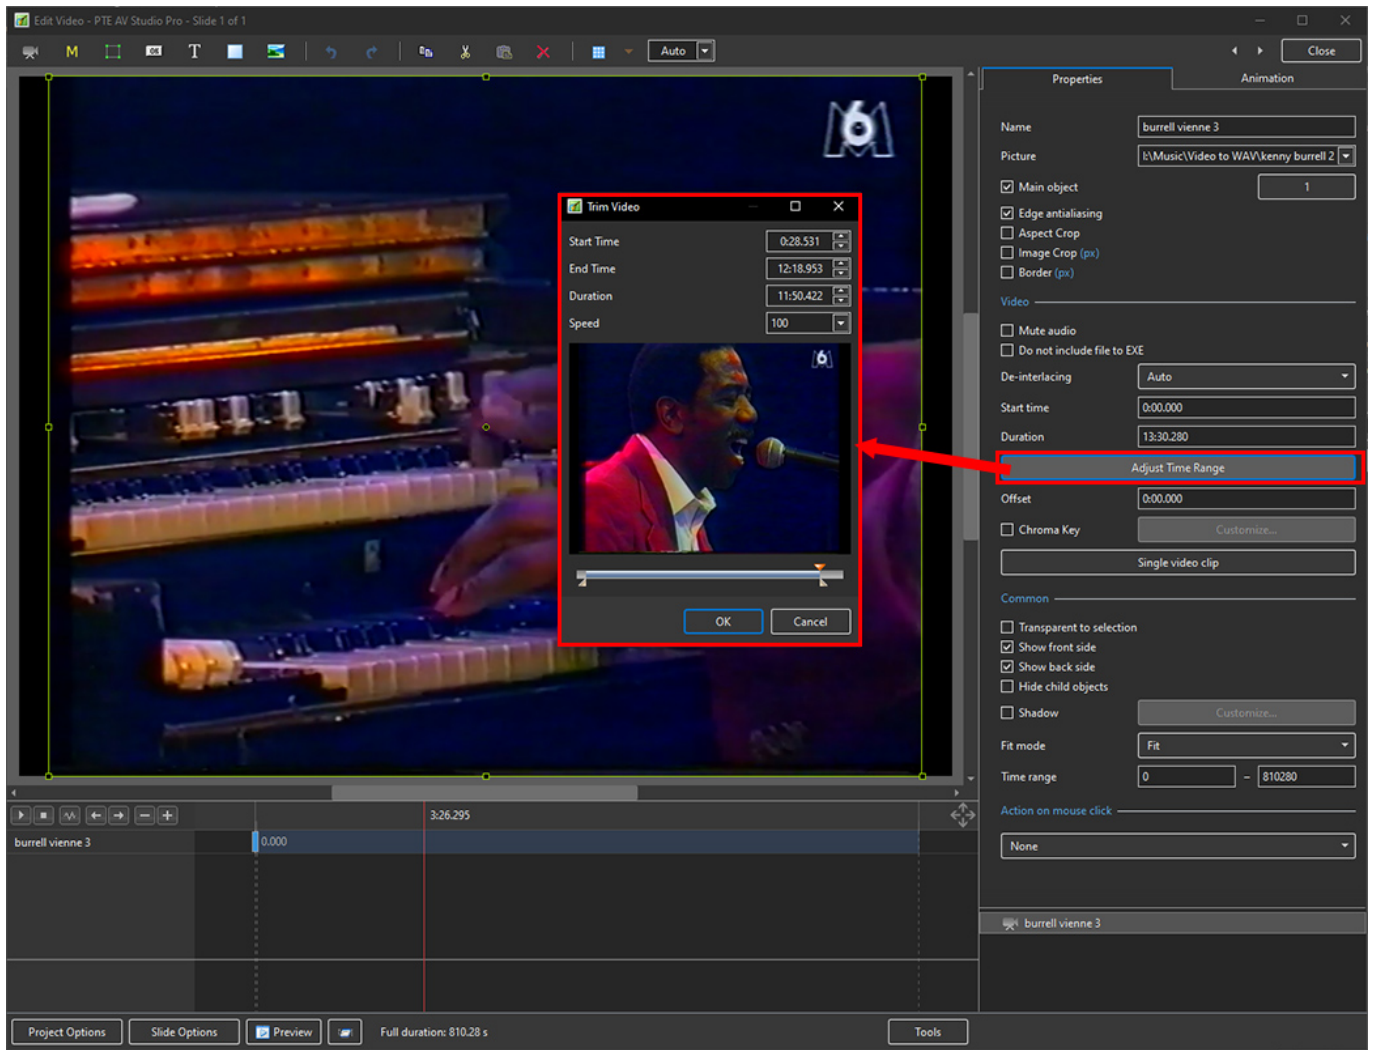 Edit Video - PTE AV Studio Pro - Slide 1 of 1
M OK T Auto Close
Properties Animation
Name burrell vienne 3
Picture I:\Music\Video to WAV\kenny burrell 2
Main object 1
Edge antialiasing
Aspect Crop
Image Crop (px)
Border (px)
Video
Mute audio
Do not include file to EXE
De-interlacing Auto
Start time 0:00.000
Duration 13:30.280
Adjust Time Range
Offset 0:00.000
Chroma Key Customize...
Single video clip
Common
Transparent to selection
Show front side
Show back side
Hide child objects
Shadow Customize...
Fit mode Fit
Time range 0 – 810280
Action on mouse click
None
burrell vienne 3
M6
Trim Video
Start Time 0:28.531
End Time 12:18.953
Duration 11:50.422
Speed 100
M6
OK Cancel
3:26.295
burrell vienne 3 0.000
Project Options Slide Options Preview Full duration: 810.28 s Tools